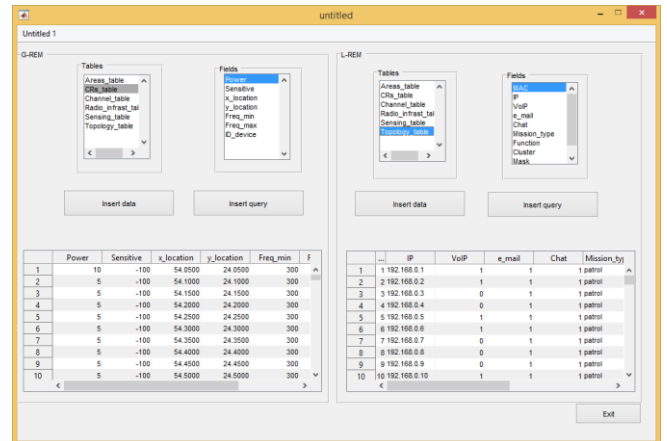 untitled
Untitled 1
G-REM
Tables
Areas_table
CRs_table
Channel_table
Radio_infrast_tal
Sensing_table
Topology_table
Fields
Power
Sensitive
x_location
y_location
Freq_min
Freq_max
ID_device
Insert data
Insert query
Power Sensitive x_location y_location Freq_min F
1 10 -100 54.0500 24.0500 300
2 5 -100 54.1000 24.1000 300
3 5 -100 54.1500 24.1500 300
4 5 -100 54.2000 24.2000 300
5 5 -100 54.2500 24.2500 300
6 5 -100 54.3000 24.3000 300
7 5 -100 54.3500 24.3500 300
8 5 -100 54.4000 24.4000 300
9 5 -100 54.4500 24.4500 300
10 5 -100 54.5000 24.5000 300
L-REM
Tables
Areas_table
CRs_table
Channel_table
Radio_infrast_tal
Sensing_table
Topology_table
Fields
MAC
IP
VoIP
e_mail
Chat
Mission_type
Function
Cluster
Mask
Insert data
Insert query
... IP VoIP e_mail Chat Mission_ty
1 1 192.168.0.1 1 1 1 patrol
2 2 192.168.0.2 1 1 1 patrol
3 3 192.168.0.3 0 1 1 patrol
4 4 192.168.0.4 0 1 1 patrol
5 5 192.168.0.5 1 1 1 patrol
6 6 192.168.0.6 1 1 1 patrol
7 7 192.168.0.7 0 1 1 patrol
8 8 192.168.0.8 0 1 1 patrol
9 9 192.168.0.9 0 1 1 patrol
10 10 192.168.0.10 1 1 1 patrol
Exit